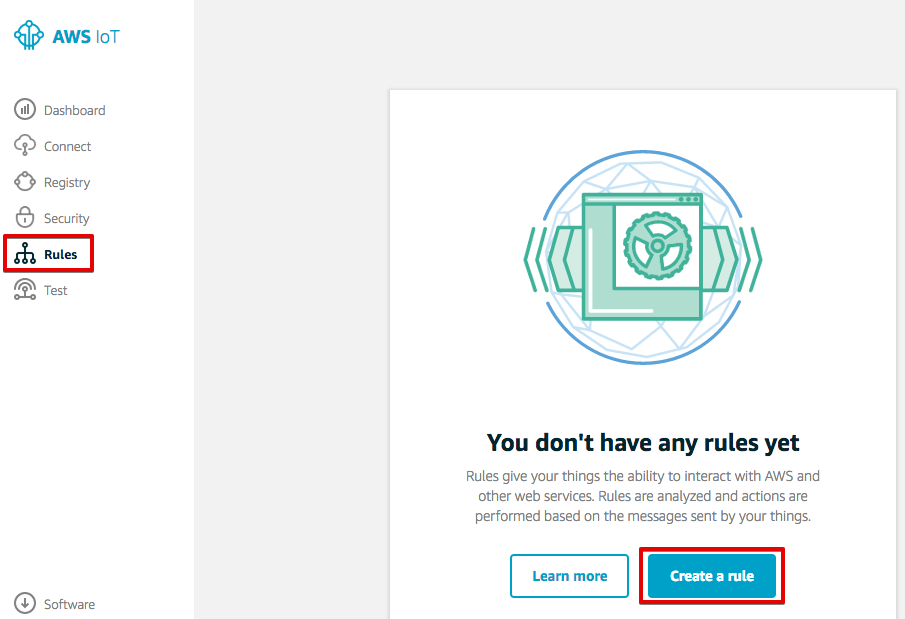 AWS IoT
Dashboard
Connect
Registry
Security
Rules
Test
Software
You don't have any rules yet
Rules give your things the ability to interact with AWS and
other web services. Rules are analyzed and actions are
performed based on the messages sent by your things.
Learn more
Create a rule